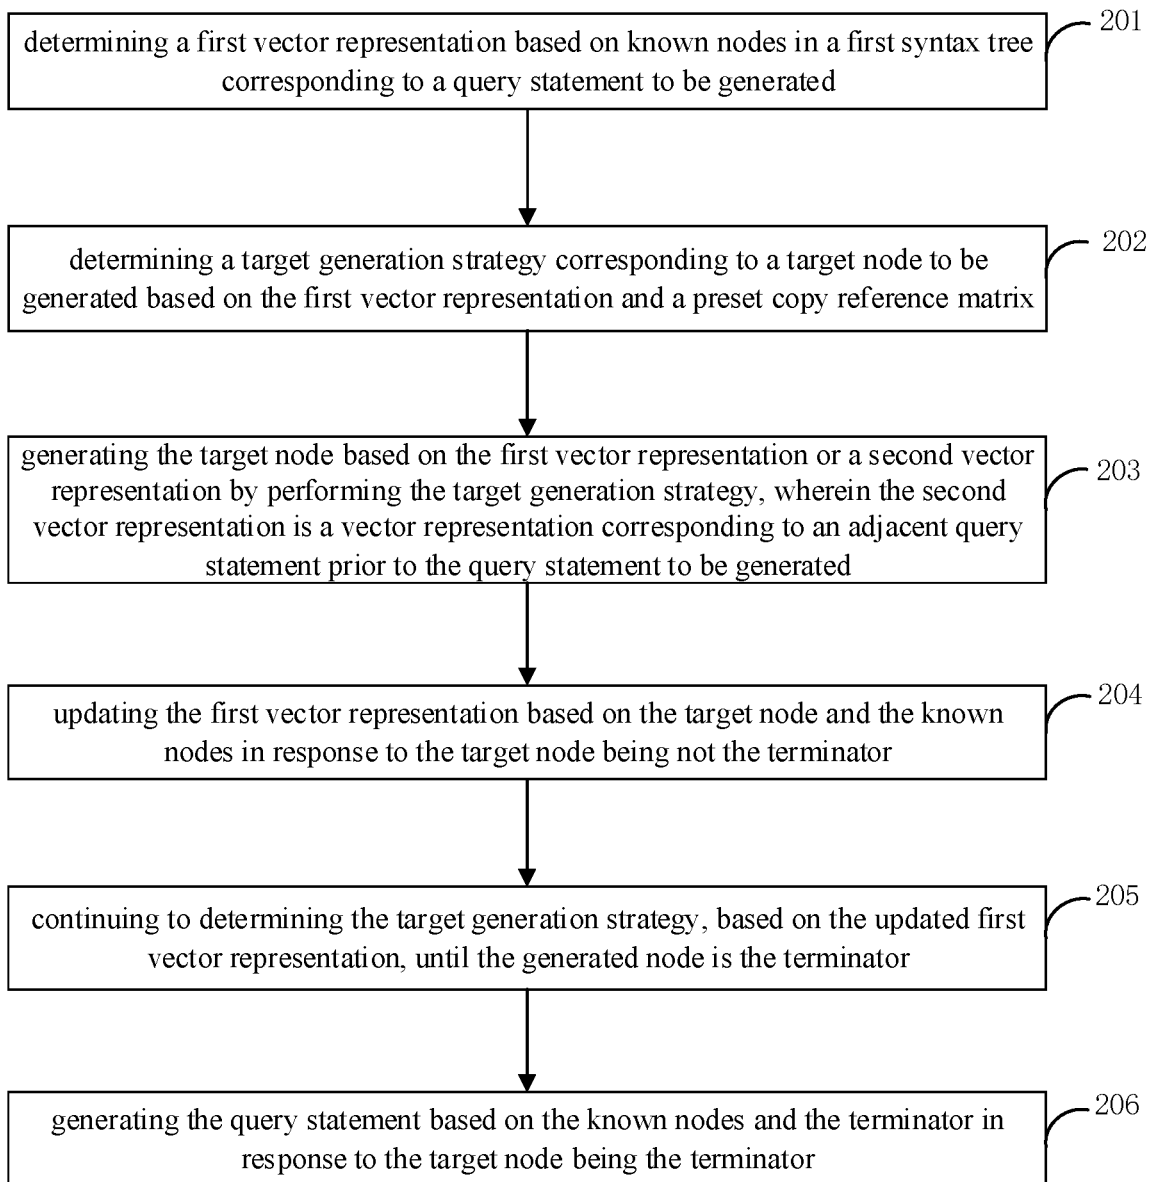 determining a first vector representation based on known nodes in a first syntax tree
corresponding to a query statement to be generated
201
determining a target generation strategy corresponding to a target node to be
generated based on the first vector representation and a preset copy reference matrix
202
generating the target node based on the first vector representation or a second vector
representation by performing the target generation strategy, wherein the second
vector representation is a vector representation corresponding to an adjacent query
statement prior to the query statement to be generated
203
updating the first vector representation based on the target node and the known
nodes in response to the target node being not the terminator
204
continuing to determining the target generation strategy, based on the updated first
vector representation, until the generated node is the terminator
205
generating the query statement based on the known nodes and the terminator in
response to the target node being the terminator
206